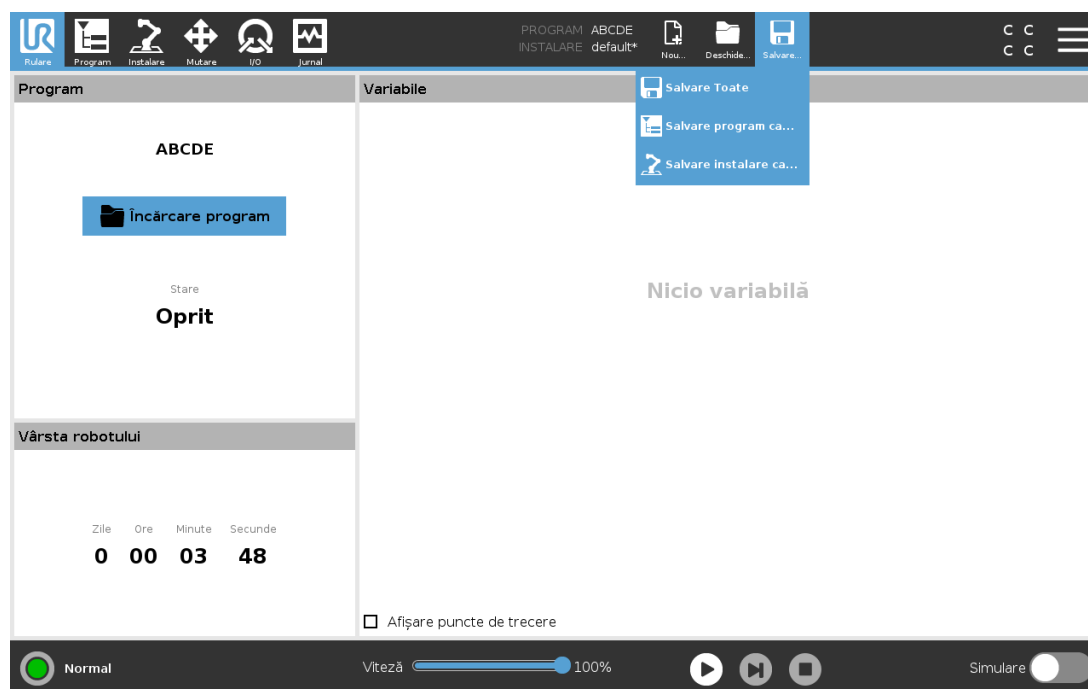 PROGRAM ABCDE
INSTALARE default*
Rulare Program Instalare Mutare I/O Jurnal
Nou... Deschide... Salvare...
C C
C C
Salvare Toate
Salvare program ca...
Salvare instalare ca...
Program
ABCDE
Încărcare program
Stare
Oprit
Vârsta robotului
Zile Ore Minute Secunde
0 00 03 48
Variabile
Nicio variabilă
Afișare puncte de trecere
Normal
Viteză 100%
Simulare